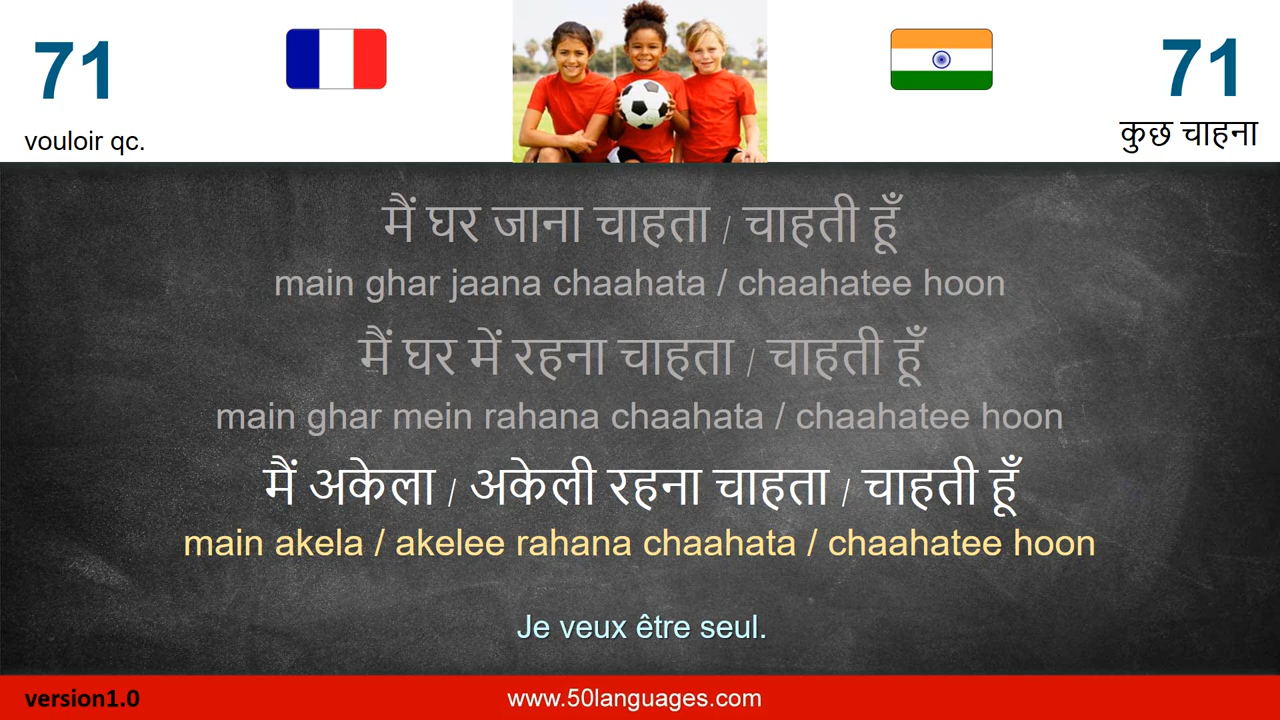 71
71
vouloir qc.
कुछ चाहना
मैं घर जाना चाहता / चाहती हूँ
main ghar jaana chaahata / chaahatee hoon
मैं घर में रहना चाहता / चाहती हूँ
main ghar mein rahana chaahata / chaahatee hoon
मैं अकेला / अकेली रहना चाहता / चाहती हूँ
main akela / akelee rahana chaahata / chaahatee hoon
Je veux être seul.
version1.0
www.50languages.com